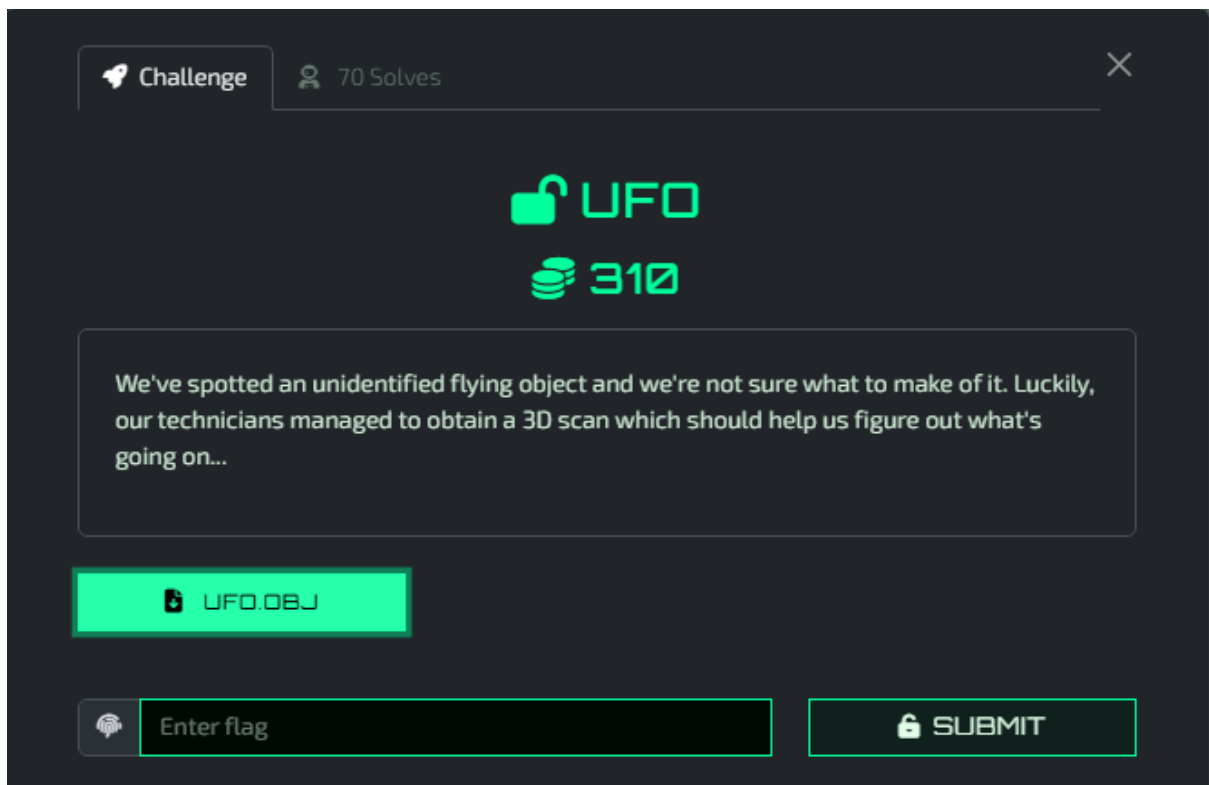 Challenge
70 Solves
UFO
310
We've spotted an unidentified flying object and we're not sure what to make of it. Luckily,
our technicians managed to obtain a 3D scan which should help us figure out what's
going on...
UFO.OBJ
Enter flag
SUBMIT